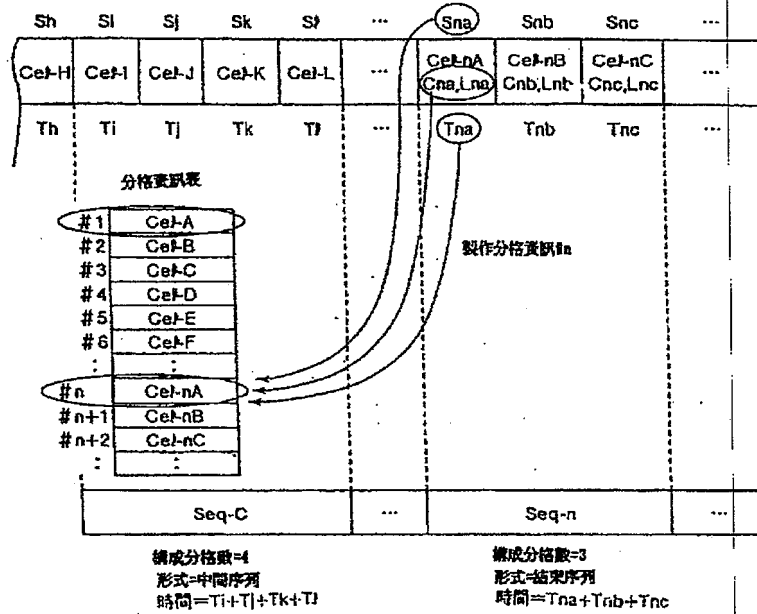 Sh Si Sj Sk Sl ... Sna Snb Snc ...
Cel-H Cel-I Cel-J Cel-K Cel-L ... Cel-nA Cel-nB Cel-nC ...
Cna,Lna Cnb,Lnb Cnc,Lnc
Th Ti Tj Tk Tl ... Tna Tnb Tnc ...
分格資訊表
#1 Cel-A
#2 Cel-B
#3 Cel-C
#4 Cel-D
#5 Cel-E
#6 Cel-F
: :
#n Cel-nA
#n+1 Cel-nB
#n+2 Cel-nC
: :
製作分格資訊#n
Seq-C ... Seq-n ...
構成分格數=4
形式=中間序列
時間=Ti+Tj+Tk+Tl
構成分格數=3
形式=結束序列
時間=Tna+Tnb+Tnc